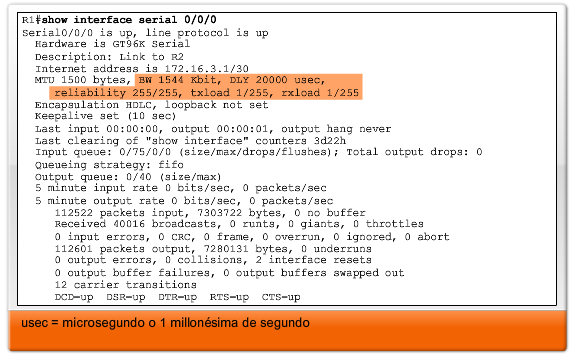 R1#show interface serial 0/0/0
Serial0/0/0 is up, line protocol is up
Hardware is GT96K Serial
Description: Link to R2
Internet address is 172.16.3.1/30
MTU 1500 bytes, BW 1544 Kbit, DLY 20000 usec,
reliability 255/255, txload 1/255, rxload 1/255
Encapsulation HDLC, loopback not set
Keepalive set (10 sec)
Last input 00:00:00, output 00:00:01, output hang never
Last clearing of "show interface" counters 3d22h
Input queue: 0/75/0/0 (size/max/drops/flushes); Total output drops: 0
Queueing strategy: fifo
Output queue: 0/40 (size/max)
5 minute input rate 0 bits/sec, 0 packets/sec
5 minute output rate 0 bits/sec, 0 packets/sec
112522 packets input, 7303722 bytes, 0 no buffer
Received 40016 broadcasts, 0 runts, 0 giants, 0 throttles
0 input errors, 0 CRC, 0 frame, 0 overrun, 0 ignored, 0 abort
112601 packets output, 7280131 bytes, 0 underruns
0 output errors, 0 collisions, 2 interface resets
0 output buffer failures, 0 output buffers swapped out
12 carrier transitions
DCD=up DSR=up DTR=up RTS=up CTS=up
usec = microsegundo o 1 millonésima de segundo